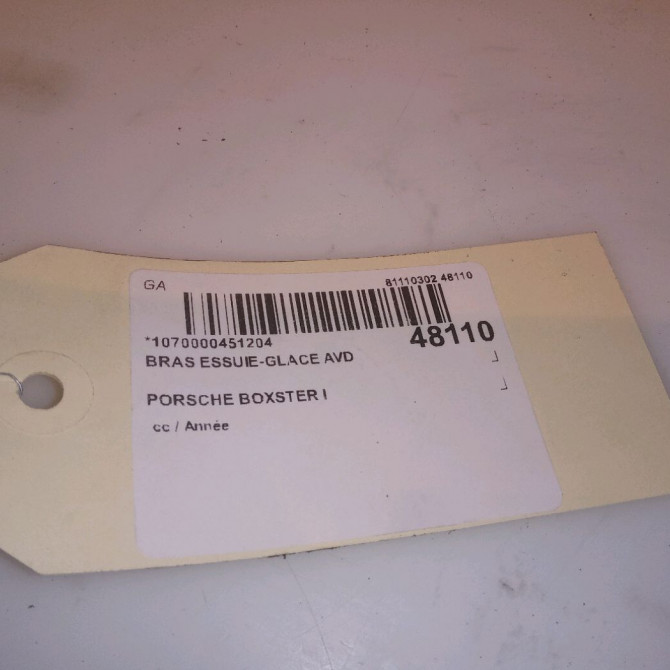 GA 81110302 48110
*1070000451204 48110
BRAS ESSUIE-GLACE AVD
PORSCHE BOXSTER I
cc / Année